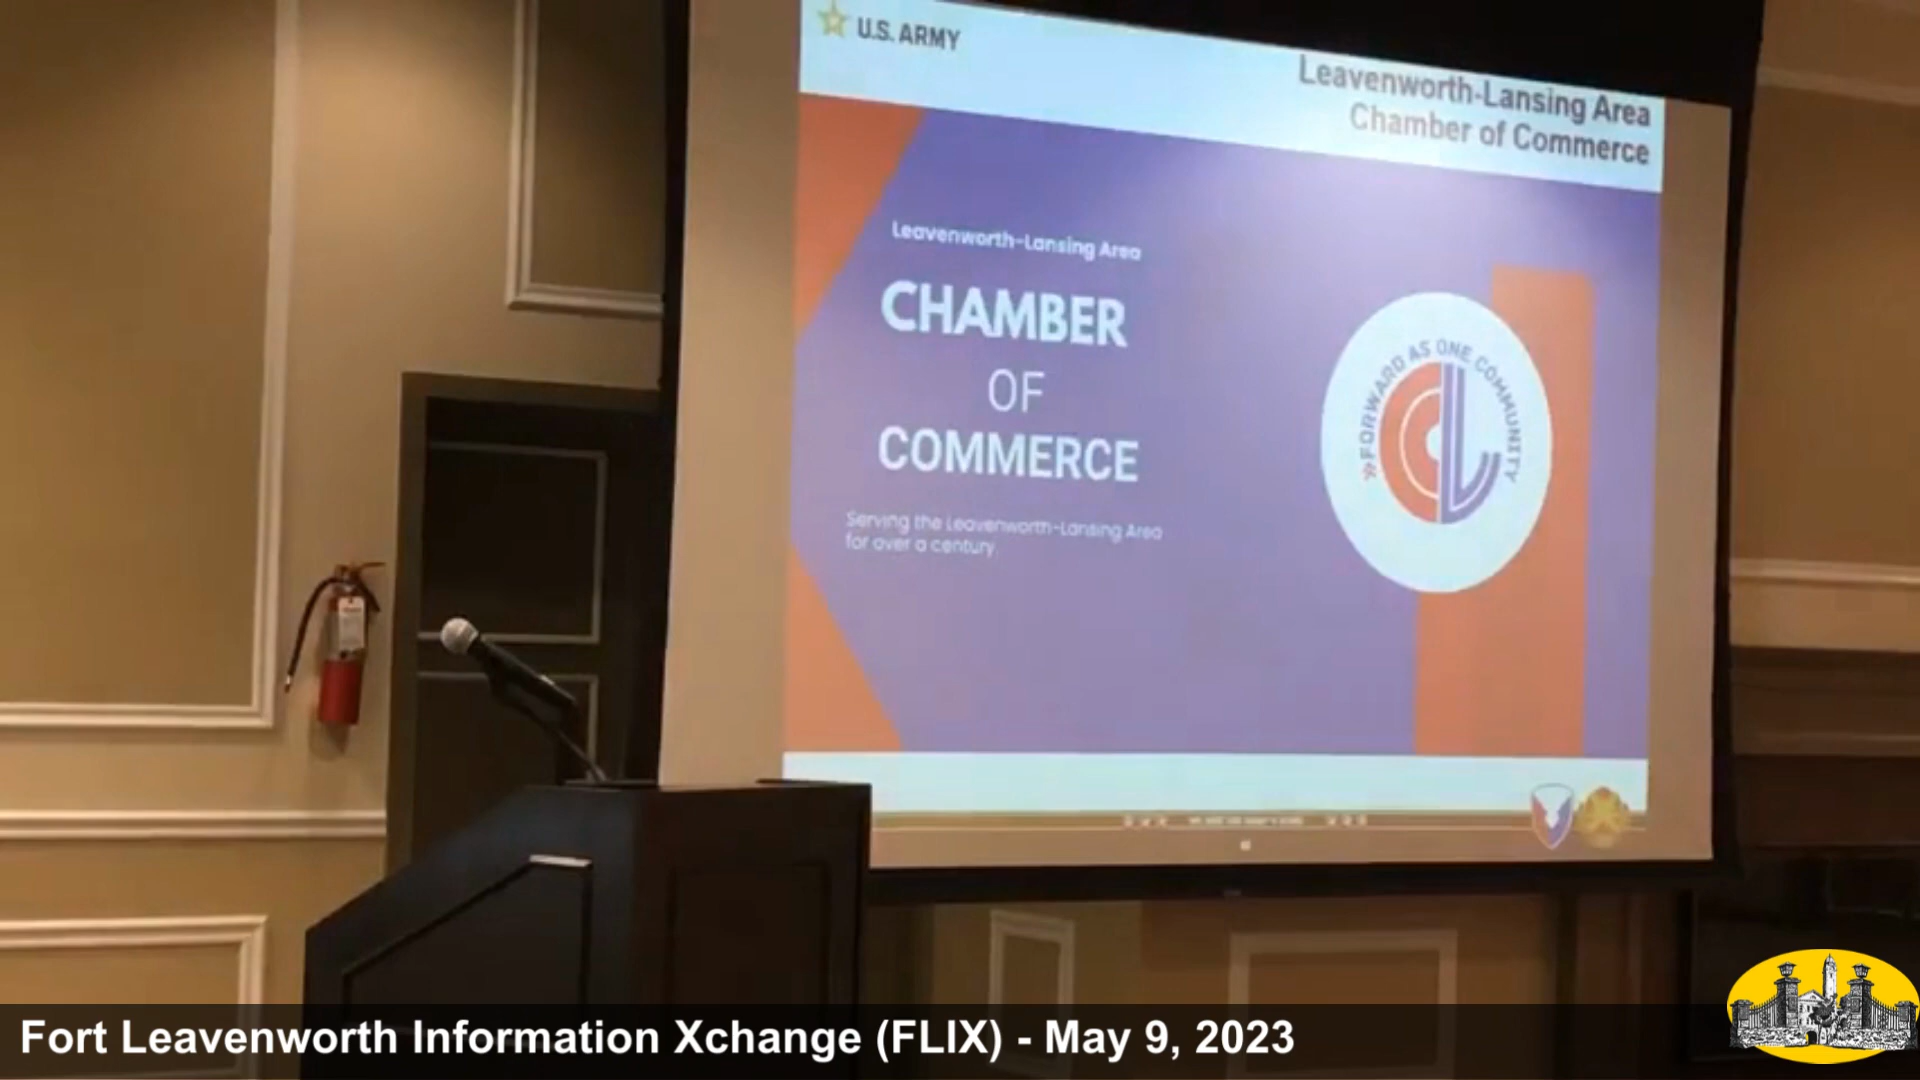 U.S. ARMY
Leavenworth-Lansing Area
Chamber of Commerce
Leavenworth-Lansing Area
CHAMBER
OF
COMMERCE
Serving the Leavenworth-Lansing Area
for over a century.
»FORWARD AS ONE COMMUNITY
Fort Leavenworth Information Xchange (FLIX) - May 9, 2023